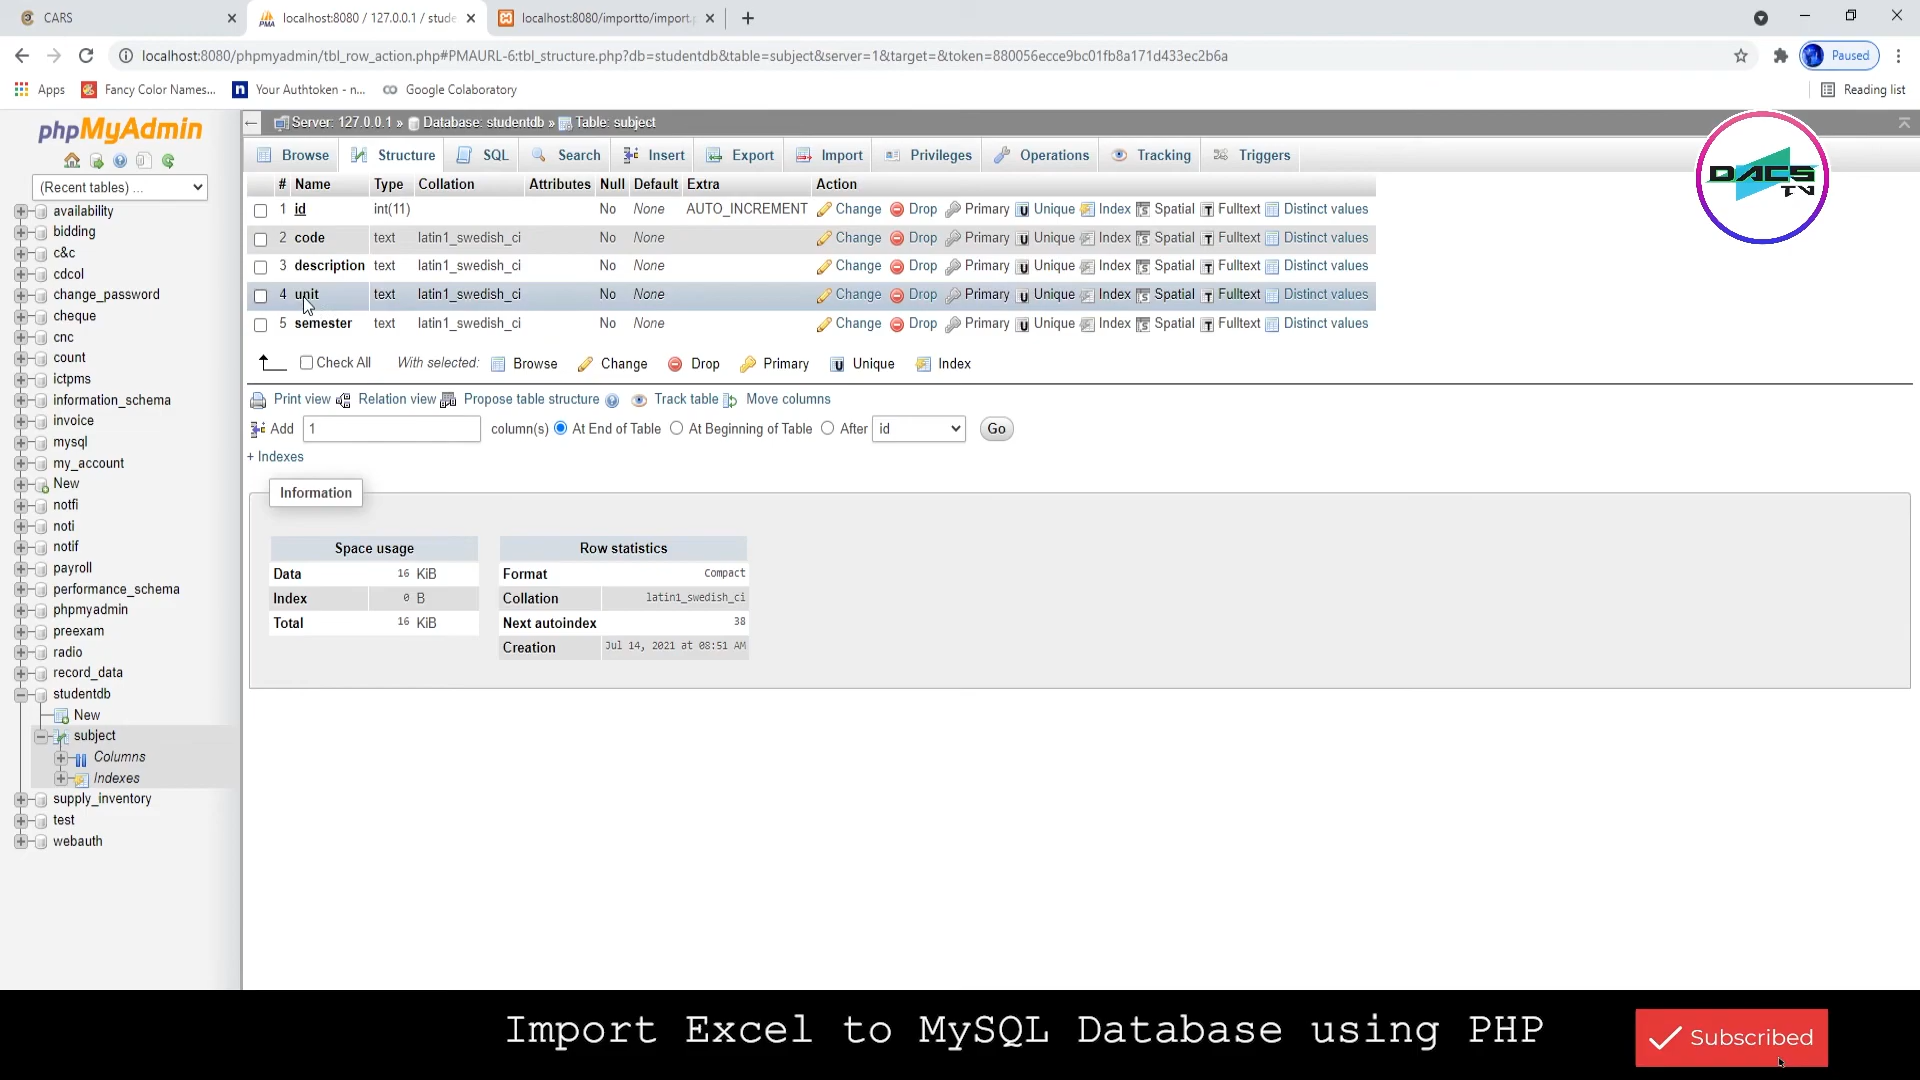 CARS
localhost:8080 / 127.0.0.1 / stude
localhost:8080/importto/import.p
localhost:8080/phpmyadmin/tbl_row_action.php#PMAURL-6:tbl_structure.php?db=studentdb&table=subject&server=1&target=&token=880056ecce9bc01fb8a171d433ec2b6a
Paused
Apps
Fancy Color Names...
Your Authtoken - n...
Google Colaboratory
Reading list
phpMyAdmin
(Recent tables) ...
availability
bidding
c&c
cdcol
change_password
cheque
cnc
count
ictpms
information_schema
invoice
mysql
my_account
New
notfi
noti
notif
payroll
performance_schema
phpmyadmin
preexam
radio
record_data
studentdb
New
subject
Columns
Indexes
supply_inventory
test
webauth
Server: 127.0.0.1 » Database: studentdb » Table: subject
Browse Structure SQL Search Insert Export Import Privileges Operations Tracking Triggers
# Name Type Collation Attributes Null Default Extra Action
1 id int(11) No None AUTO_INCREMENT Change Drop Primary Unique Index Spatial Fulltext Distinct values
2 code text latin1_swedish_ci No None Change Drop Primary Unique Index Spatial Fulltext Distinct values
3 description text latin1_swedish_ci No None Change Drop Primary Unique Index Spatial Fulltext Distinct values
4 unit text latin1_swedish_ci No None Change Drop Primary Unique Index Spatial Fulltext Distinct values
5 semester text latin1_swedish_ci No None Change Drop Primary Unique Index Spatial Fulltext Distinct values
Check All With selected: Browse Change Drop Primary Unique Index
Print view Relation view Propose table structure Track table Move columns
Add 1 column(s) At End of Table At Beginning of Table After id Go
+ Indexes
Information
Space usage
Data 16 KiB
Index 0 B
Total 16 KiB
Row statistics
Format Compact
Collation latin1_swedish_ci
Next autoindex 38
Creation Jul 14, 2021 at 08:51 AM
DACS
TV
Import Excel to MySQL Database using PHP
Subscribed